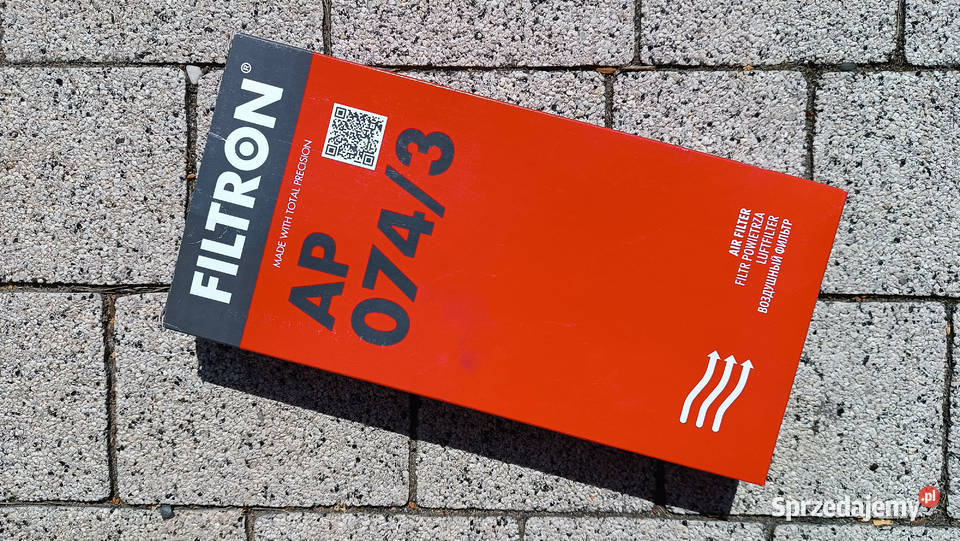 FILTRON®
MADE WITH TOTAL PRECISION
AP
074/3
AIR FILTER
FILTR POWIETRZA
LUFTFILTER
ВОЗДУШНЫЙ ФИЛЬТР
Sprzedajemy.pl